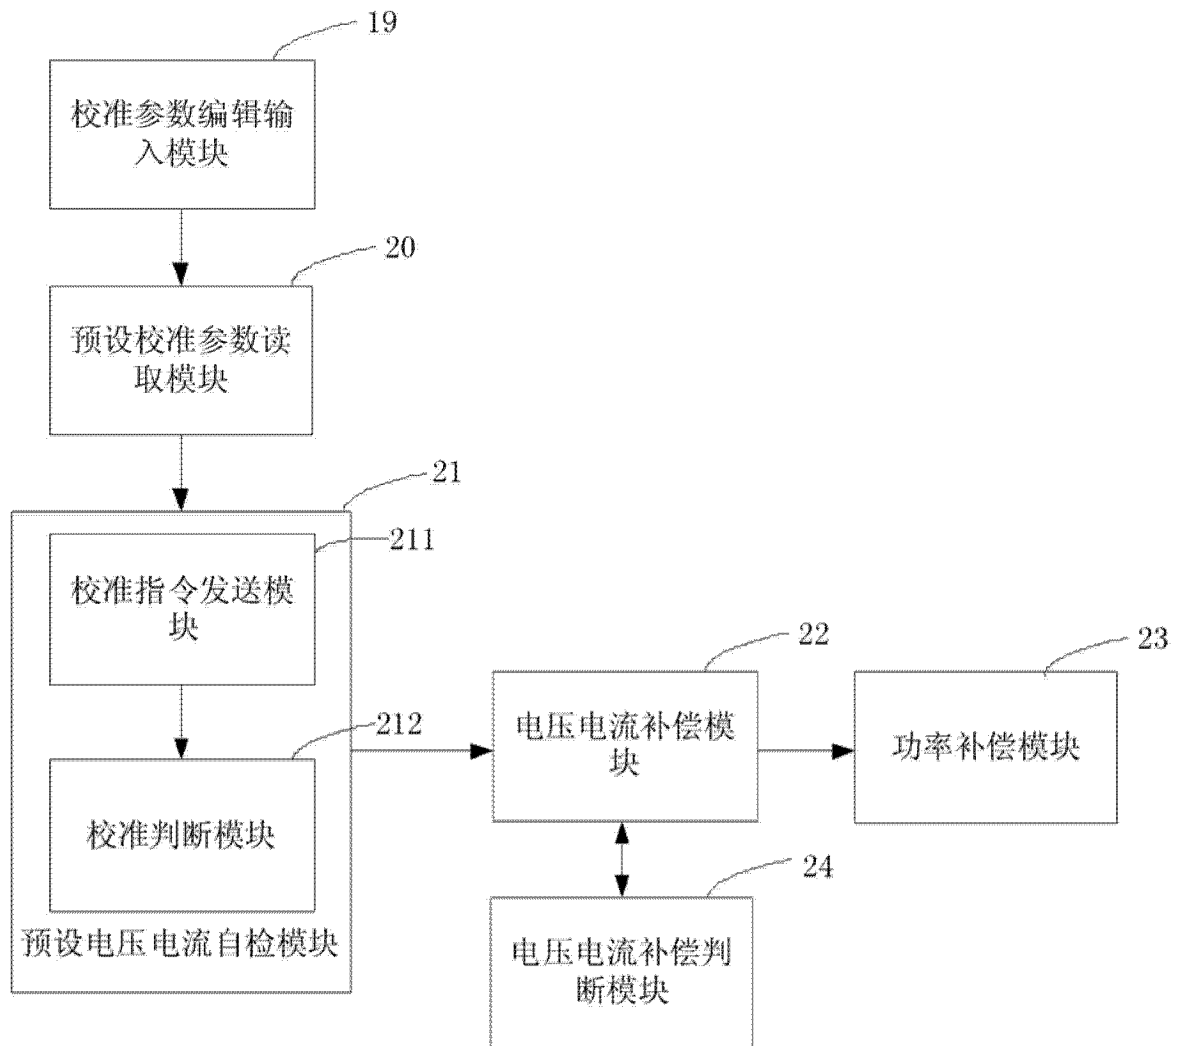 19
校准参数编辑输
入模块
20
预设校准参数读
取模块
21
211
校准指令发送模
块
212
校准判断模块
预设电压电流自检模块
22
电压电流补偿模
块
23
功率补偿模块
24
电压电流补偿判
断模块